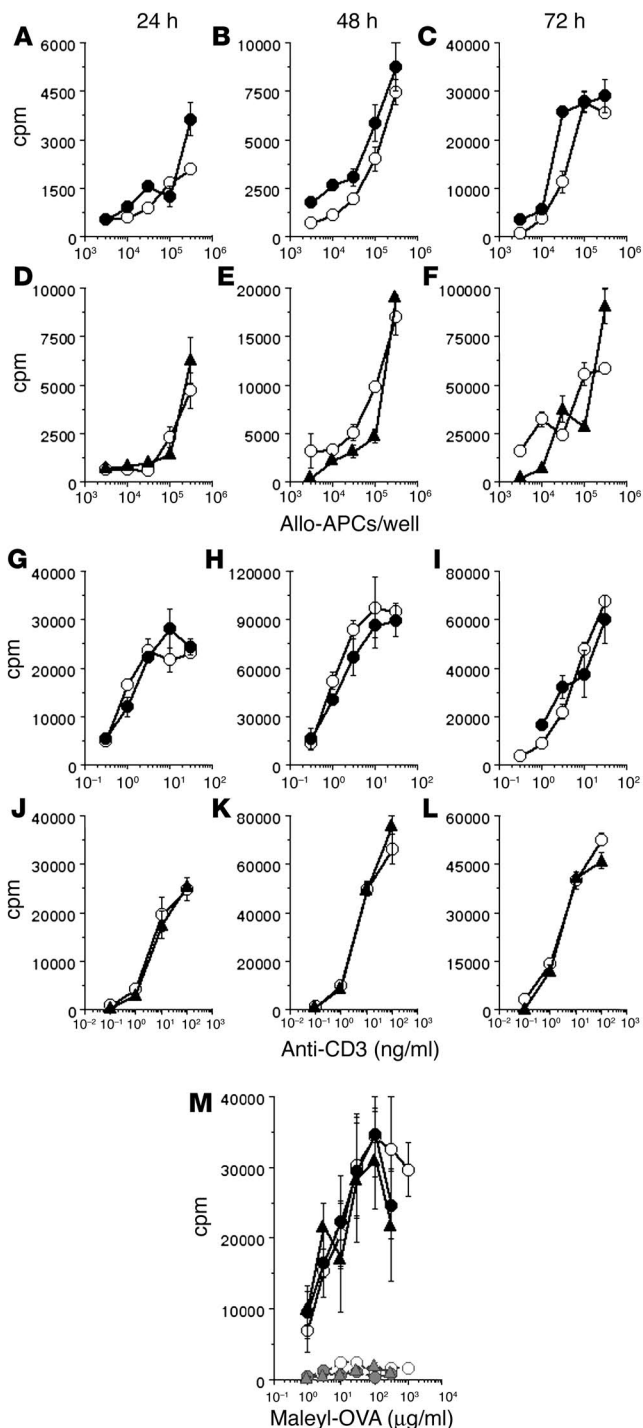 24 h 48 h 72 h
A B C
6000 10000 40000
4500 7500 30000
cpm
3000 5000 20000
1500 2500 10000
0 0 0
10³ 10⁴ 10⁵ 10⁶ 10³ 10⁴ 10⁵ 10⁶ 10³ 10⁴ 10⁵ 10⁶
D E F
10000 20000 100000
7500 15000 75000
cpm
5000 10000 50000
2500 5000 25000
0 0 0
10³ 10⁴ 10⁵ 10⁶ 10³ 10⁴ 10⁵ 10⁶ 10³ 10⁴ 10⁵ 10⁶
Allo-APCs/well
G H I
40000 120000 80000
30000 90000 60000
cpm
20000 60000 40000
10000 30000 20000
0 0 0
10⁻¹ 10⁰ 10¹ 10² 10⁻¹ 10⁰ 10¹ 10² 10⁻¹ 10⁰ 10¹ 10²
J K L
40000 80000 60000
30000 60000 45000
cpm
20000 40000 30000
10000 20000 15000
0 0 0
10⁻² 10⁻¹ 10⁰ 10¹ 10² 10³ 10⁻² 10⁻¹ 10⁰ 10¹ 10² 10³ 10⁻² 10⁻¹ 10⁰ 10¹ 10² 10³
Anti-CD3 (ng/ml)
M
40000
30000
cpm
20000
10000
0
10⁻¹ 10⁰ 10¹ 10² 10³ 10⁴
Maleyl-OVA (μg/ml)